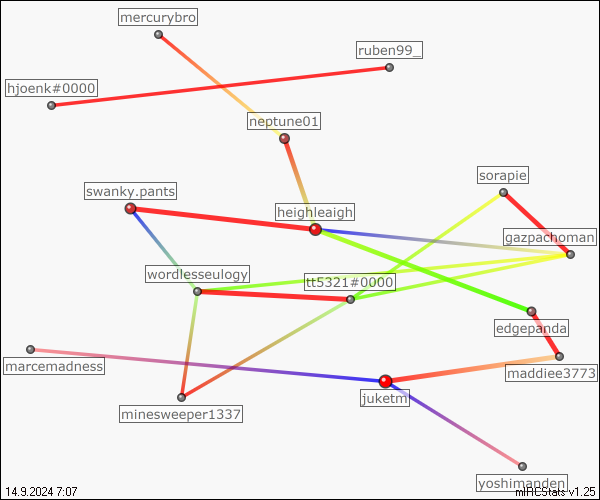 mercurybro
ruben99_
hjoenk#0000
neptune01
sorapie
swanky.pants
heighleaigh
gazpachoman
wordlesseulogy
tt5321#0000
edgepanda
marcemadness
maddiee3773
juketm
minesweeper1337
yoshimanden
14.9.2024 7:07
mIRCStats v1.25